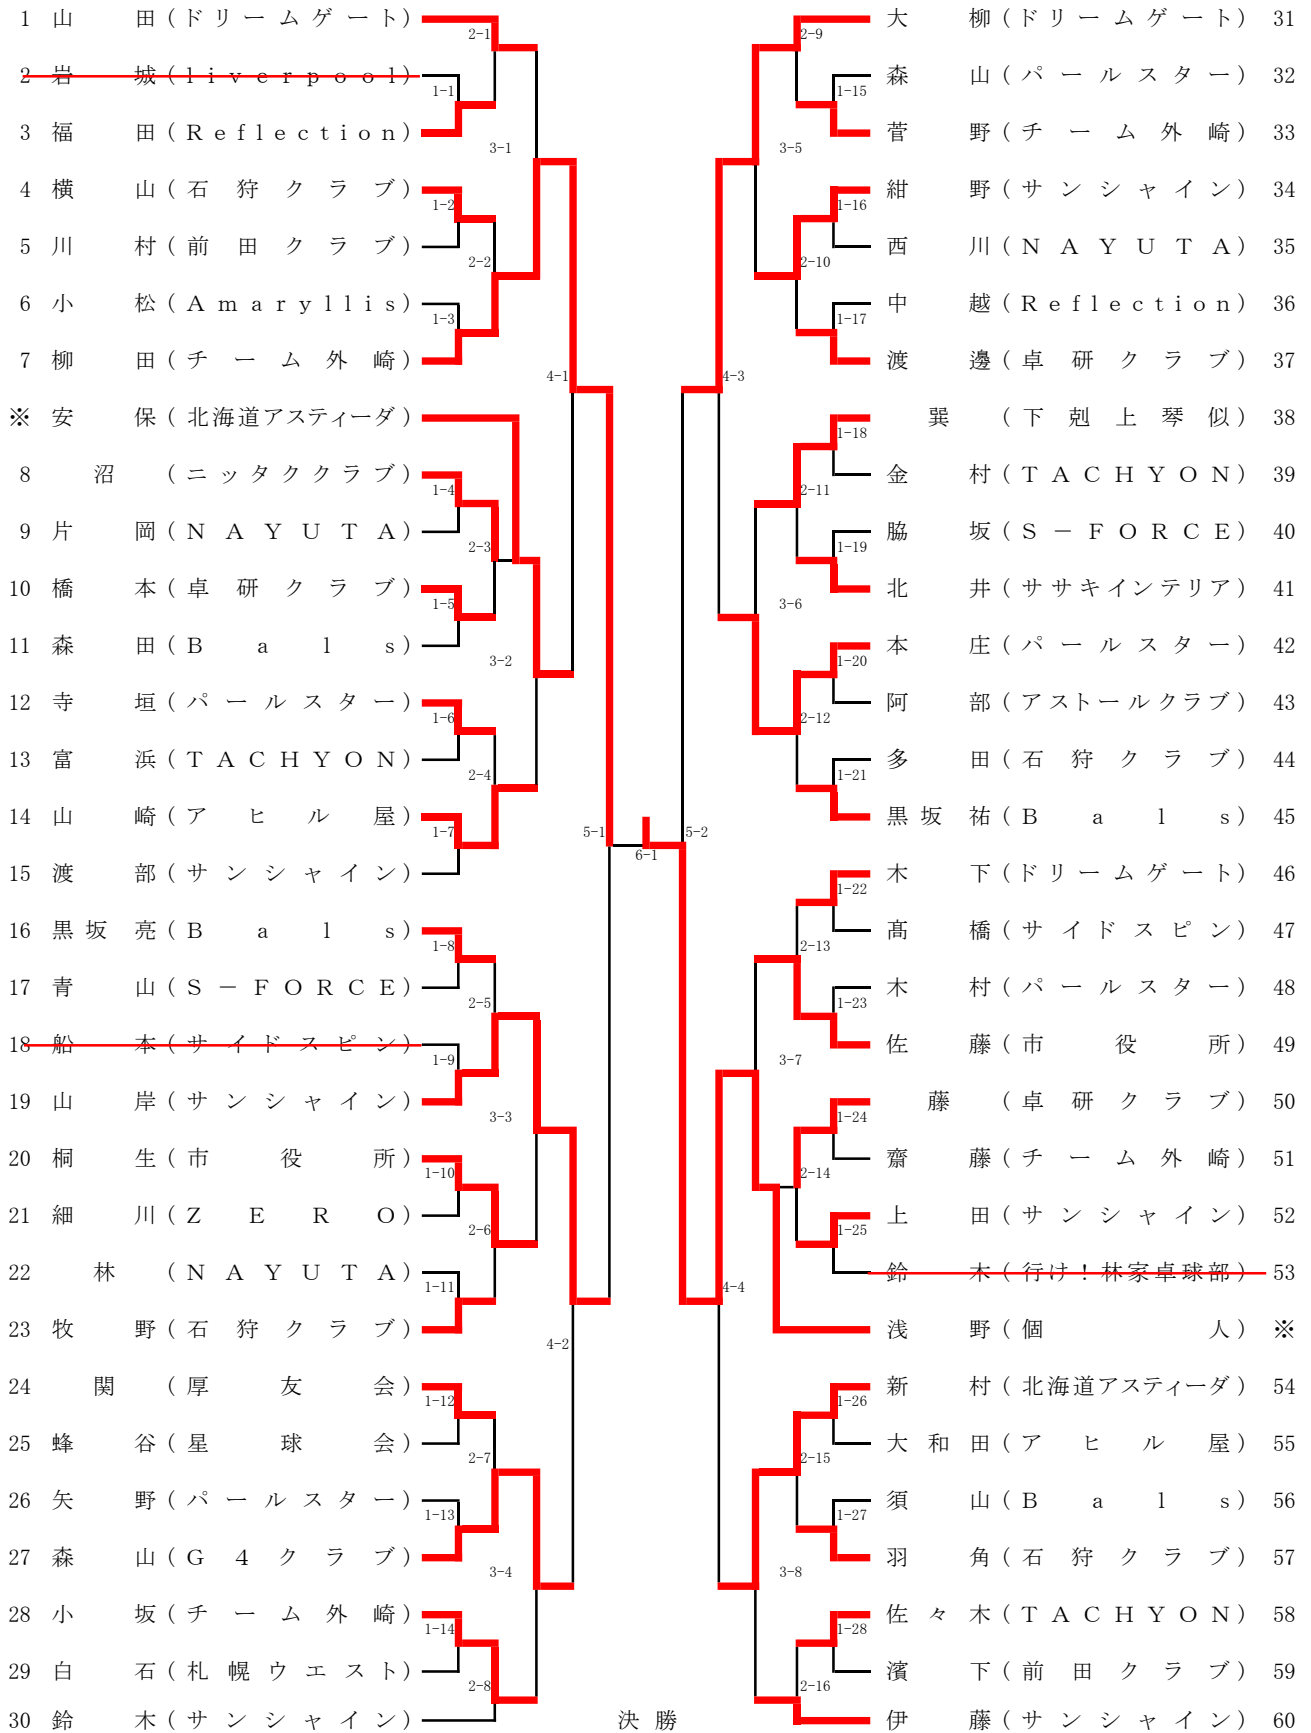 1 山 田 (ドリームゲート)
2 岩 城 (liverpool)
3 福 田 (Reflection)
4 横 山 (石狩クラブ)
5 川 村 (前田クラブ)
6 小 松 (Amaryllis)
7 柳 田 (チーム外崎)
※ 安 保 (北海道アスティーダ)
8 沼 (ニッタククラブ)
9 片 岡 (NAYUTA)
10 橋 本 (卓研クラブ)
11 森 田 (Bals)
12 寺 垣 (パールスター)
13 富 浜 (TACHYON)
14 山 崎 (アヒル屋)
15 渡 部 (サンシャイン)
16 黒坂 亮 (Bals)
17 青 山 (S－FORCE)
18 船 本 (サイドスピン)
19 山 岸 (サンシャイン)
20 桐 生 (市役所)
21 細 川 (ZERO)
22 林 (NAYUTA)
23 牧 野 (石狩クラブ)
24 関 (厚友会)
25 蜂 谷 (星球会)
26 矢 野 (パールスター)
27 森 山 (G4クラブ)
28 小 坂 (チーム外崎)
29 白 石 (札幌ウエスト)
30 鈴 木 (サンシャイン)
1-1
1-2
1-3
1-4
1-5
1-6
1-7
1-8
1-9
1-10
1-11
1-12
1-13
1-14
2-1
2-2
2-3
2-4
2-5
2-6
2-7
2-8
3-1
3-2
3-3
3-4
4-1
4-2
5-1
6-1
決勝
5-2
4-3
4-4
3-5
3-6
3-7
3-8
2-9
2-10
2-11
2-12
2-13
2-14
2-15
2-16
1-15
1-16
1-17
1-18
1-19
1-20
1-21
1-22
1-23
1-24
1-25
1-26
1-27
1-28
大 柳 (ドリームゲート) 31
森 山 (パールスター) 32
菅 野 (チーム外崎) 33
紺 野 (サンシャイン) 34
西 川 (NAYUTA) 35
中 越 (Reflection) 36
渡 邊 (卓研クラブ) 37
巽 (下剋上琴似) 38
金 村 (TACHYON) 39
脇 坂 (S－FORCE) 40
北 井 (ササキインテリア) 41
本 庄 (パールスター) 42
阿 部 (アストールクラブ) 43
多 田 (石狩クラブ) 44
黒坂 祐 (Bals) 45
木 下 (ドリームゲート) 46
髙 橋 (サイドスピン) 47
木 村 (パールスター) 48
佐 藤 (市役所) 49
藤 (卓研クラブ) 50
齋 藤 (チーム外崎) 51
上 田 (サンシャイン) 52
鈴 木 (行け！林家卓球部) 53
浅 野 (個人) ※
新 村 (北海道アスティーダ) 54
大和田 (アヒル屋) 55
須 山 (Bals) 56
羽 角 (石狩クラブ) 57
佐々木 (TACHYON) 58
濱 下 (前田クラブ) 59
伊 藤 (サンシャイン) 60